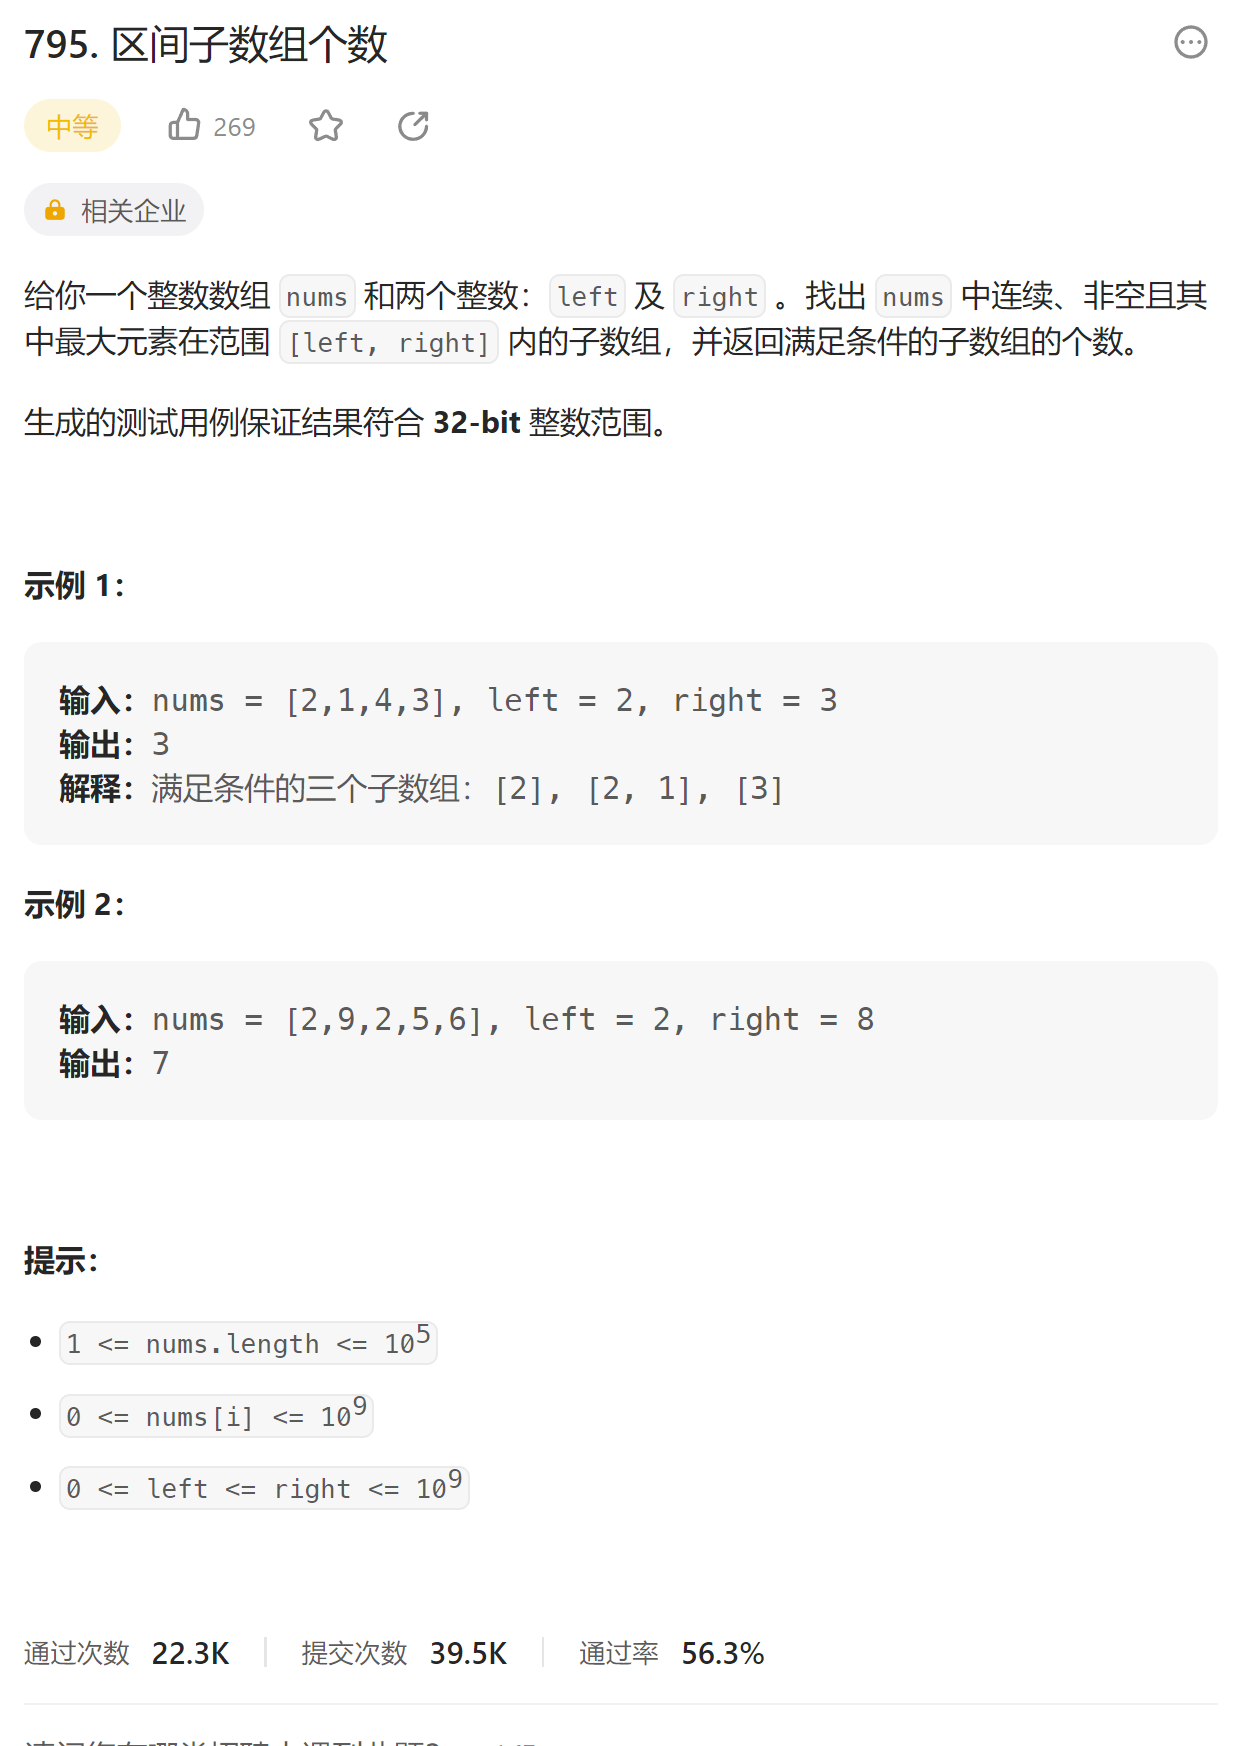 795. 区间子数组个数
中等 269
相关企业
给你一个整数数组 nums 和两个整数：left 及 right 。找出 nums 中连续、非空且其
中最大元素在范围 [left, right] 内的子数组，并返回满足条件的子数组的个数。
生成的测试用例保证结果符合 32-bit 整数范围。
示例 1：
输入：nums = [2,1,4,3], left = 2, right = 3
输出：3
解释：满足条件的三个子数组：[2], [2, 1], [3]
示例 2：
输入：nums = [2,9,2,5,6], left = 2, right = 8
输出：7
提示：
1 <= nums.length <= 10⁵
0 <= nums[i] <= 10⁹
0 <= left <= right <= 10⁹
通过次数 22.3K 提交次数 39.5K 通过率 56.3%